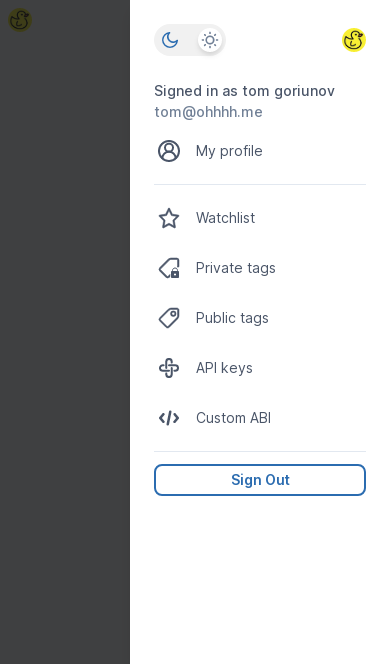 Signed in as tom goriunov
tom@ohhhh.me
My profile
Watchlist
Private tags
Public tags
API keys
Custom ABI
Sign Out